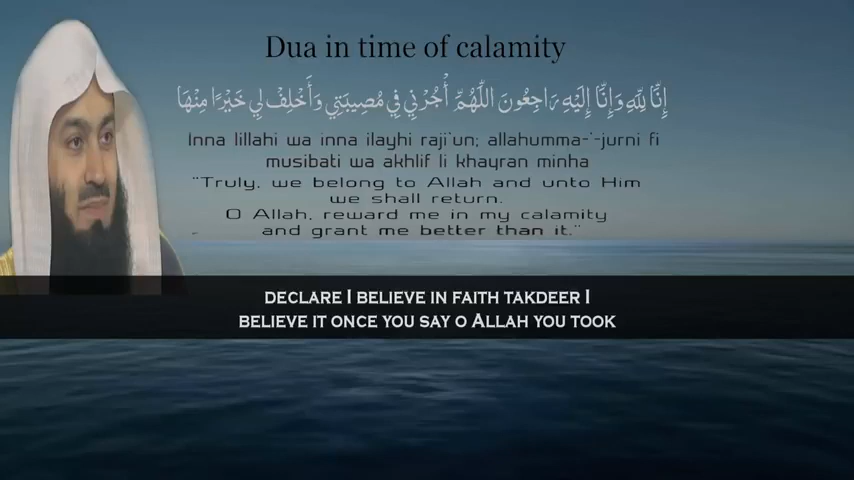 Dua in time of calamity
إِنَّا لِلَّهِ وَإِنَّا إِلَيْهِ رَاجِعُونَ اللَّهُمَّ أْجُرْنِي فِي مُصِيبَتِي وَأَخْلِفْ لِي خَيْرًا مِنْهَا
Inna lillahi wa inna ilayhi raji`un; allahumma-'-jurni fi
musibati wa akhlif li khayran minha
"Truly, we belong to Allah and unto Him
we shall return.
O Allah, reward me in my calamity
and grant me better than it."
DECLARE I BELIEVE IN FAITH TAKDEER I
BELIEVE IT ONCE YOU SAY O ALLAH YOU TOOK